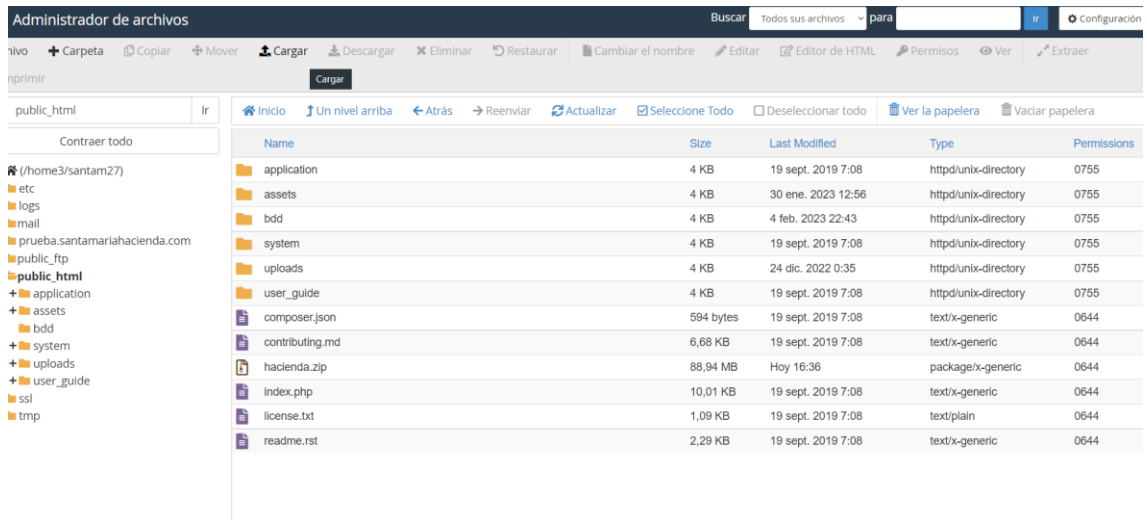 Administrador de archivos Buscar Todos sus archivos para Ir Configuración
hivo Carpeta Copiar Mover Cargar Descargar Eliminar Restaurar Cambiar el nombre Editar Editor de HTML Permisos Ver Extraer
mprimir Cargar
public_html Ir Inicio Un nivel arriba Atrás Reenviar Actualizar Seleccione Todo Deseleccionar todo Ver la papelera Vaciar papelera
Contraer todo
(/home3/santam27)
etc
logs
mail
prueba.santamariahacienda.com
public_ftp
public_html
+ application
+ assets
bdd
+ system
+ uploads
+ user_guide
ssl
tmp
Name Size Last Modified Type Permissions
application 4 KB 19 sept. 2019 7:08 httpd/unix-directory 0755
assets 4 KB 30 ene. 2023 12:56 httpd/unix-directory 0755
bdd 4 KB 4 feb. 2023 22:43 httpd/unix-directory 0755
system 4 KB 19 sept. 2019 7:08 httpd/unix-directory 0755
uploads 4 KB 24 dic. 2022 0:35 httpd/unix-directory 0755
user_guide 4 KB 19 sept. 2019 7:08 httpd/unix-directory 0755
composer.json 594 bytes 19 sept. 2019 7:08 text/x-generic 0644
contributing.md 6,68 KB 19 sept. 2019 7:08 text/x-generic 0644
hacienda.zip 88,94 MB Hoy 16:36 package/x-generic 0644
index.php 10,01 KB 19 sept. 2019 7:08 text/x-generic 0644
license.txt 1,09 KB 19 sept. 2019 7:08 text/plain 0644
readme.rst 2,29 KB 19 sept. 2019 7:08 text/x-generic 0644